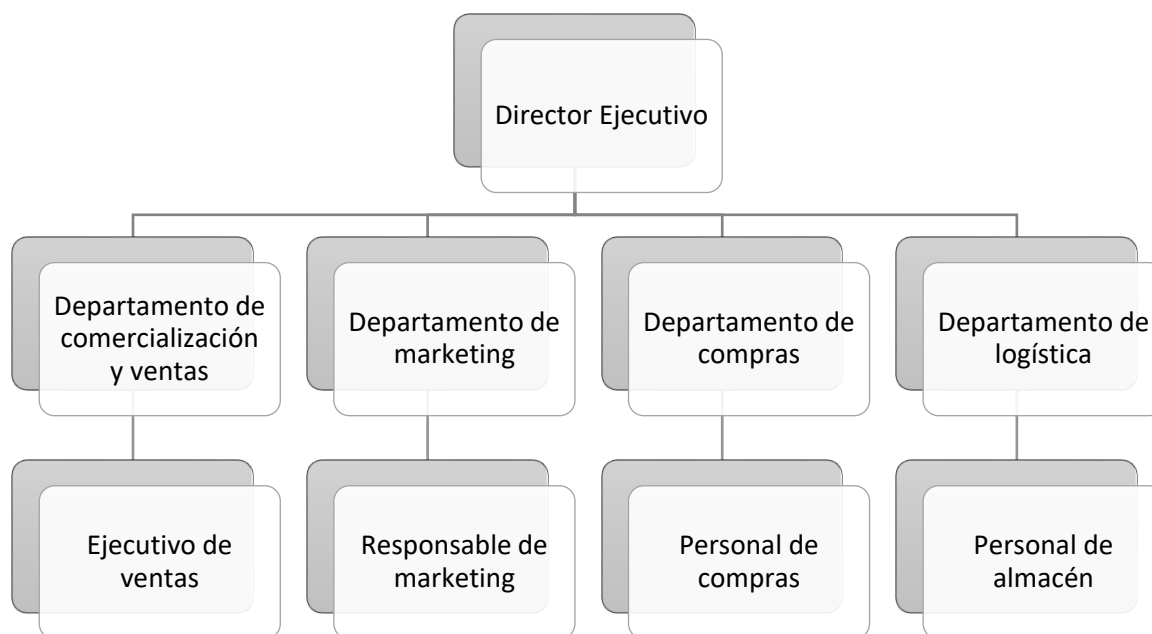 Director Ejecutivo
Departamento de
comercialización
y ventas
Departamento de
marketing
Departamento de
compras
Departamento de
logística
Ejecutivo de
ventas
Responsable de
marketing
Personal de
compras
Personal de
almacén